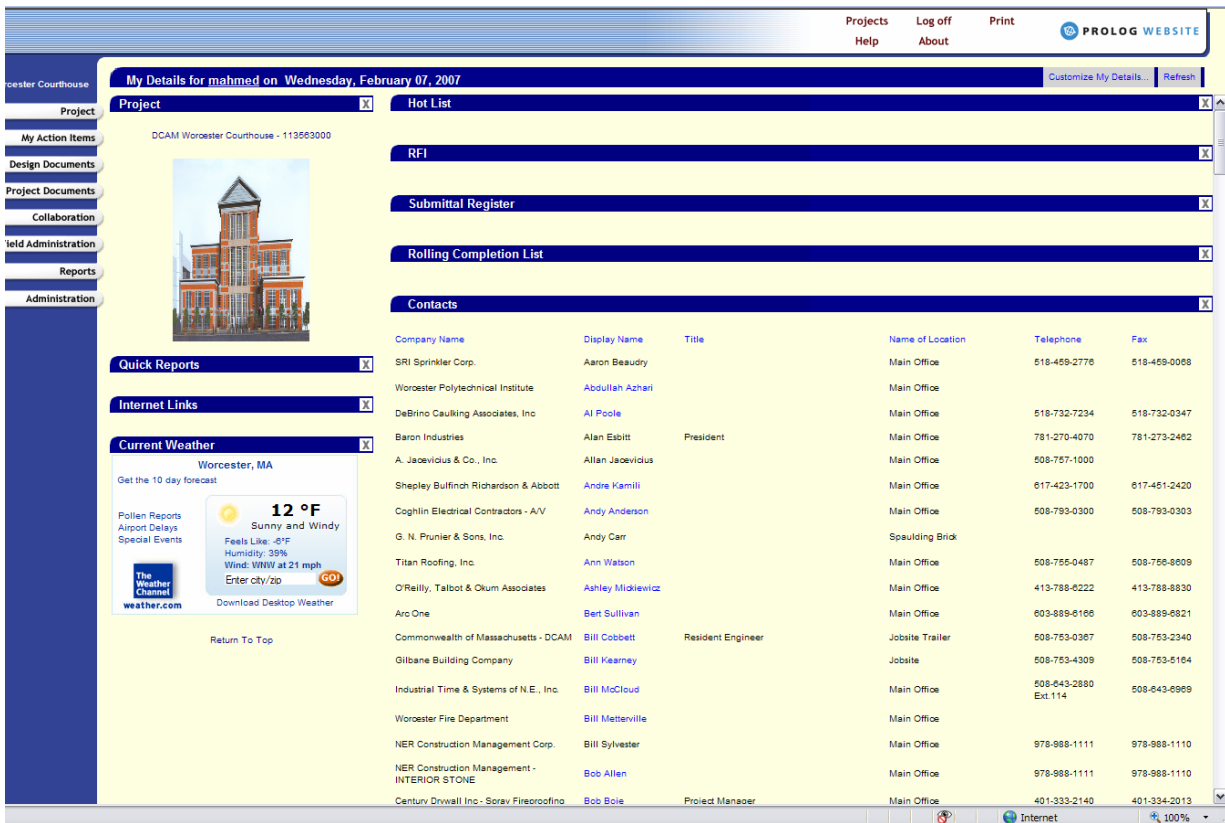 Projects Log off Print
Help About
PROLOG WEBSITE
rcester Courthouse
My Details for mahmed on Wednesday, February 07, 2007
Customize My Details... Refresh
Project
My Action Items
Design Documents
Project Documents
Collaboration
ield Administration
Reports
Administration
Project X
DCAM Worcester Courthouse - 113563000
Quick Reports X
Internet Links X
Current Weather X
Worcester, MA
Get the 10 day forecast
Pollen Reports
Airport Delays
Special Events
12 °F
Sunny and Windy
Feels Like: -6°F
Humidity: 39%
Wind: WNW at 21 mph
Enter city/zip GO!
The
Weather
Channel
weather.com
Download Desktop Weather
Return To Top
Hot List X
RFI X
Submittal Register X
Rolling Completion List X
Contacts X
Company Name Display Name Title Name of Location Telephone Fax
SRI Sprinkler Corp. Aaron Beaudry Main Office 518-459-2776 518-459-0068
Worcester Polytechnical Institute Abdullah Azhari Main Office
DeBrino Caulking Associates, Inc Al Poole Main Office 518-732-7234 518-732-0347
Baron Industries Alan Esbitt President Main Office 781-270-4070 781-273-2462
A. Jacevicius & Co., Inc. Allan Jacevicius Main Office 508-757-1000
Shepley Bulfinch Richardson & Abbott Andre Kamili Main Office 617-423-1700 617-451-2420
Coghlin Electrical Contractors - A/V Andy Anderson Main Office 508-793-0300 508-793-0303
G. N. Prunier & Sons, Inc. Andy Carr Spaulding Brick
Titan Roofing, Inc. Ann Watson Main Office 508-755-0487 508-756-8609
O'Reilly, Talbot & Okum Associates Ashley Mickiewicz Main Office 413-788-6222 413-788-8830
Arc One Bert Sullivan Main Office 603-889-6166 603-889-6821
Commonwealth of Massachusetts - DCAM Bill Cobbett Resident Engineer Jobsite Trailer 508-753-0367 508-753-2340
Gilbane Building Company Bill Kearney Jobsite 508-753-4309 508-753-5164
Industrial Time & Systems of N.E., Inc. Bill McCloud Main Office 508-643-2880 Ext.114 508-643-6969
Worcester Fire Department Bill Metterville Main Office
NER Construction Management Corp. Bill Sylvester Main Office 978-988-1111 978-988-1110
NER Construction Management -
INTERIOR STONE Bob Allen Main Office 978-988-1111 978-988-1110
Century Drywall Inc - Spray Fireproofing Bob Boie Project Manager Main Office 401-333-2140 401-334-2013
Internet 100%